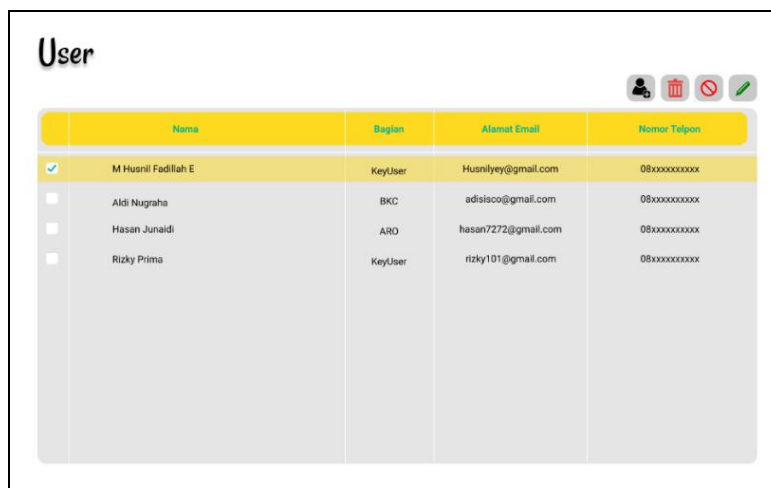 User
Nama Bagian Alamat Email Nomor Telpon
M Husnil Fadillah E KeyUser Husnilyey@gmail.com 08xxxxxxxxxx
Aldi Nugraha BKC adisisco@gmail.com 08xxxxxxxxxx
Hasan Junaidi ARO hasan7272@gmail.com 08xxxxxxxxxx
Rizky Prima KeyUser rizky101@gmail.com 08xxxxxxxxxx